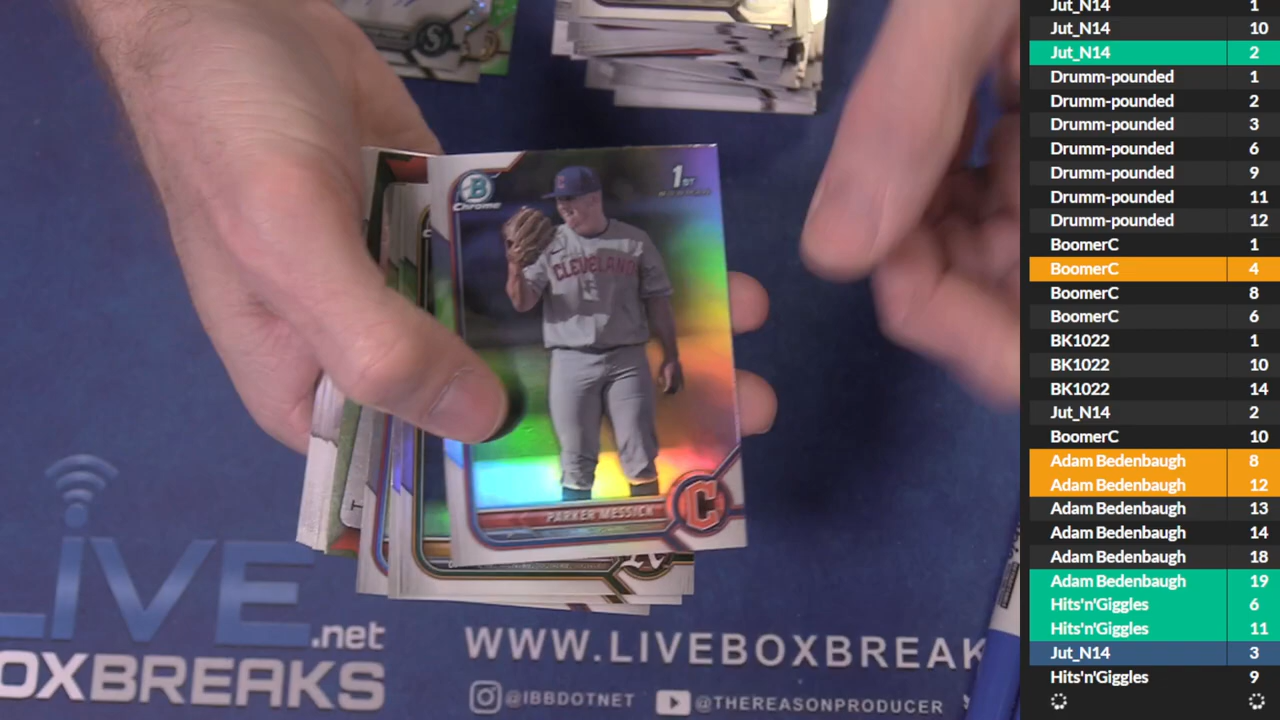 Jut_N14 1
Jut_N14 10
Jut_N14 2
Drumm-pounded 1
Drumm-pounded 2
Drumm-pounded 3
Drumm-pounded 6
Drumm-pounded 9
Drumm-pounded 11
Drumm-pounded 12
BoomerC 1
BoomerC 4
BoomerC 8
BoomerC 6
BK1022 1
BK1022 10
BK1022 14
Jut_N14 2
BoomerC 10
Adam Bedenbaugh 8
Adam Bedenbaugh 12
Adam Bedenbaugh 13
Adam Bedenbaugh 14
Adam Bedenbaugh 18
Adam Bedenbaugh 19
Hits'n'Giggles 6
Hits'n'Giggles 11
Jut_N14 3
Hits'n'Giggles 9
B
Chrome
1ST
CLEVELAND
PARKER MESSICK
C
LIVE.net
BOXBREAKS
WWW.LIVEBOXBREAK
@IBBDOTNET @THEREASONPRODUCER